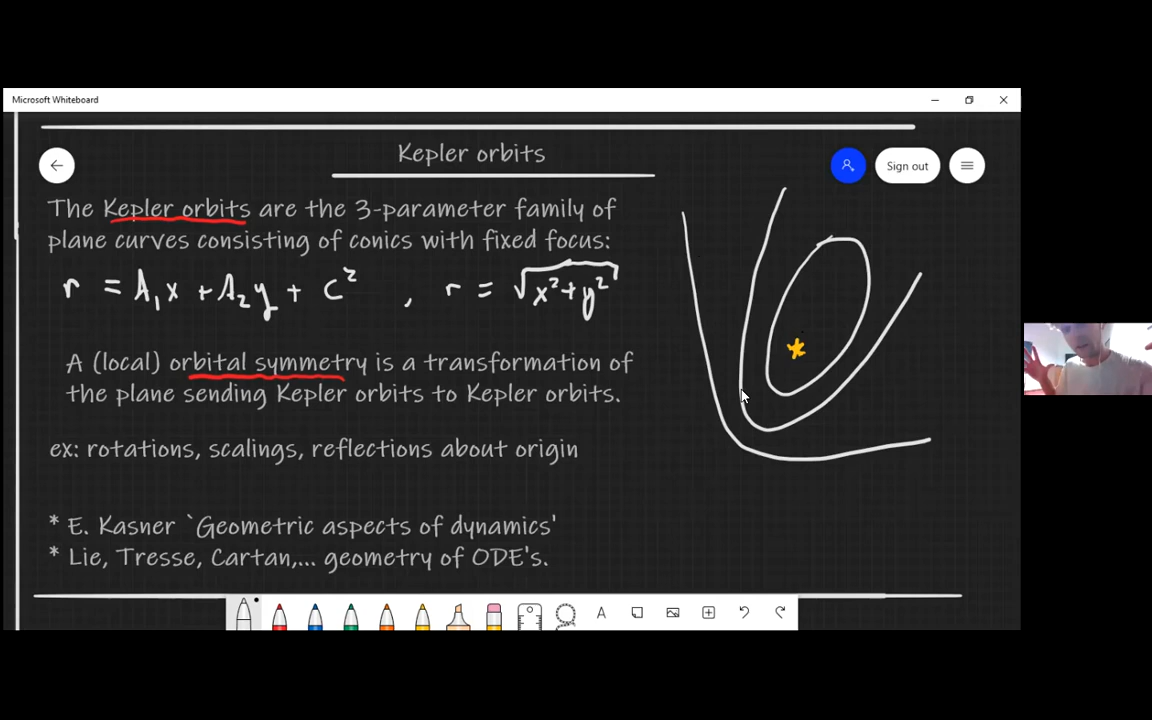 Microsoft Whiteboard
Kepler orbits
Sign out
The Kepler orbits are the 3-parameter family of
plane curves consisting of conics with fixed focus:
r = A₁x + A₂y + c² , r = √x²+y²
A (local) orbital symmetry is a transformation of
the plane sending Kepler orbits to Kepler orbits.
ex: rotations, scalings, reflections about origin
* E. Kasner `Geometric aspects of dynamics'
* Lie, Tresse, Cartan,... geometry of ODE's.
A